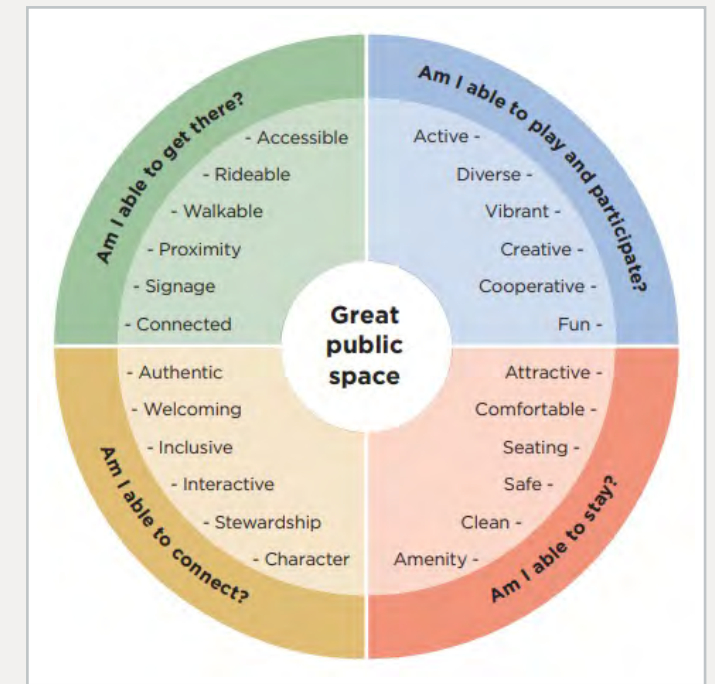 Am I able to get there?
- Accessible
- Rideable
- Walkable
- Proximity
- Signage
- Connected
Am I able to play and participate?
Active -
Diverse -
Vibrant -
Creative -
Cooperative -
Fun -
Great
public
space
Am I able to connect?
- Authentic
- Welcoming
- Inclusive
- Interactive
- Stewardship
- Character
Am I able to stay?
Attractive -
Comfortable -
Seating -
Safe -
Clean -
Amenity -